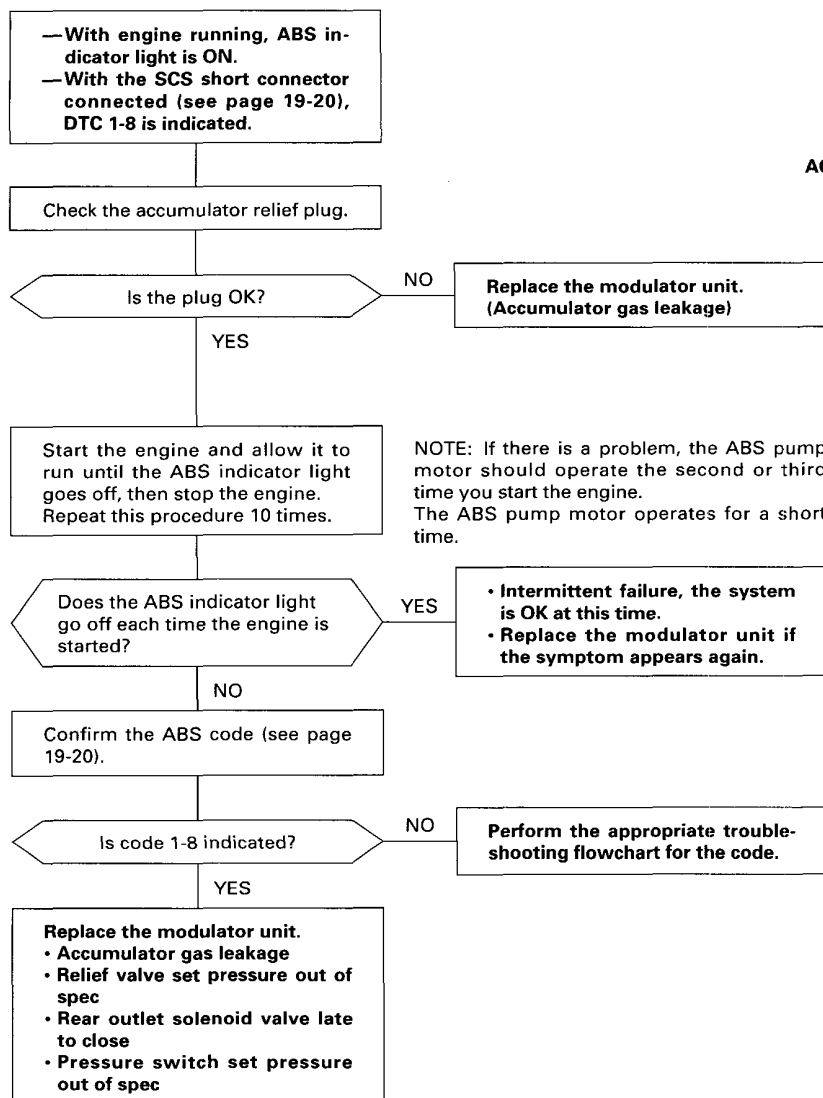 —With engine running, ABS in-
dicator light is ON.
—With the SCS short connector
connected (see page 19-20),
DTC 1-8 is indicated.
Check the accumulator relief plug.
Is the plug OK?
NO
Replace the modulator unit.
(Accumulator gas leakage)
YES
Start the engine and allow it to
run until the ABS indicator light
goes off, then stop the engine.
Repeat this procedure 10 times.
NOTE: If there is a problem, the ABS pump
motor should operate the second or third
time you start the engine.
The ABS pump motor operates for a short
time.
Does the ABS indicator light
go off each time the engine is
started?
YES
• Intermittent failure, the system
is OK at this time.
• Replace the modulator unit if
the symptom appears again.
NO
Confirm the ABS code (see page
19-20).
Is code 1-8 indicated?
NO
Perform the appropriate trouble-
shooting flowchart for the code.
YES
Replace the modulator unit.
• Accumulator gas leakage
• Relief valve set pressure out of
spec
• Rear outlet solenoid valve late
to close
• Pressure switch set pressure
out of spec